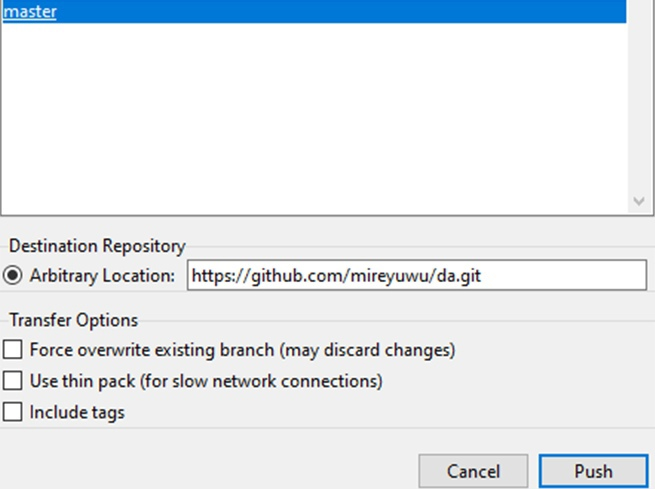 master
Destination Repository
Arbitrary Location: https://github.com/mireyuwu/da.git
Transfer Options
Force overwrite existing branch (may discard changes)
Use thin pack (for slow network connections)
Include tags
Cancel Push